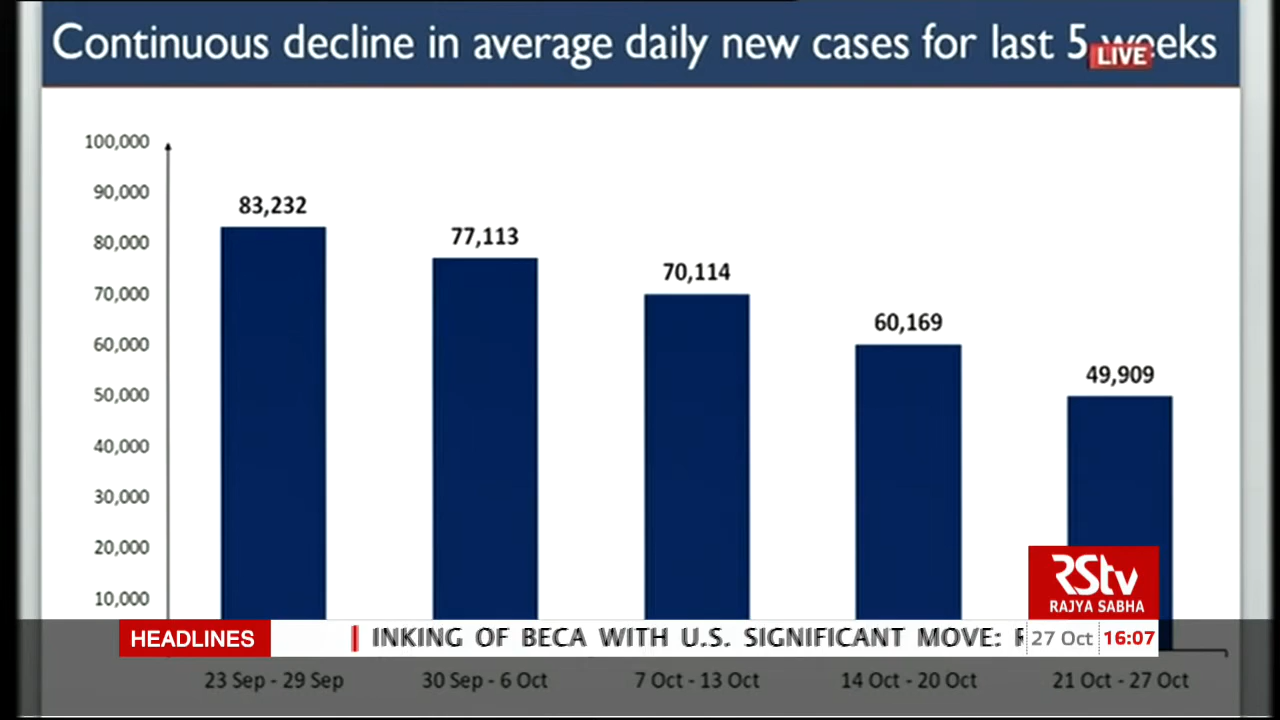 Continuous decline in average daily new cases for last 5 weeks
LIVE
100,000
90,000
80,000
70,000
60,000
50,000
40,000
30,000
20,000
10,000
83,232
77,113
70,114
60,169
49,909
RStv
RAJYA SABHA
HEADLINES
INKING OF BECA WITH U.S. SIGNIFICANT MOVE:
27 Oct 16:07
23 Sep - 29 Sep
30 Sep - 6 Oct
7 Oct - 13 Oct
14 Oct - 20 Oct
21 Oct - 27 Oct